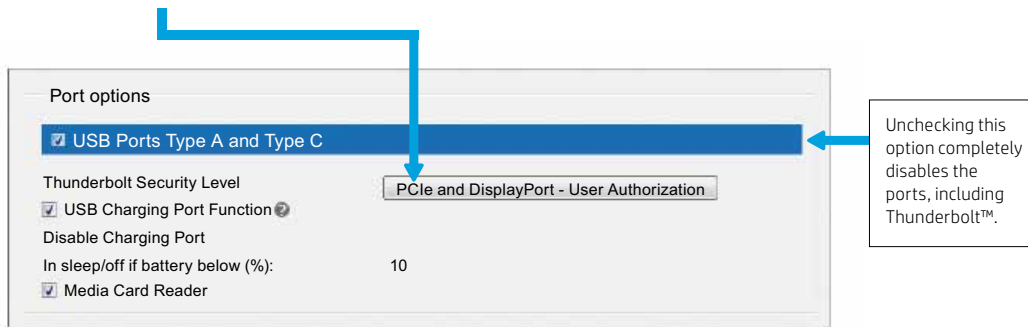 Port options
USB Ports Type A and Type C
Thunderbolt Security Level
PCIe and DisplayPort - User Authorization
USB Charging Port Function
Disable Charging Port
In sleep/off if battery below (%):
10
Media Card Reader
Unchecking this
option completely
disables the
ports, including
Thunderbolt™.